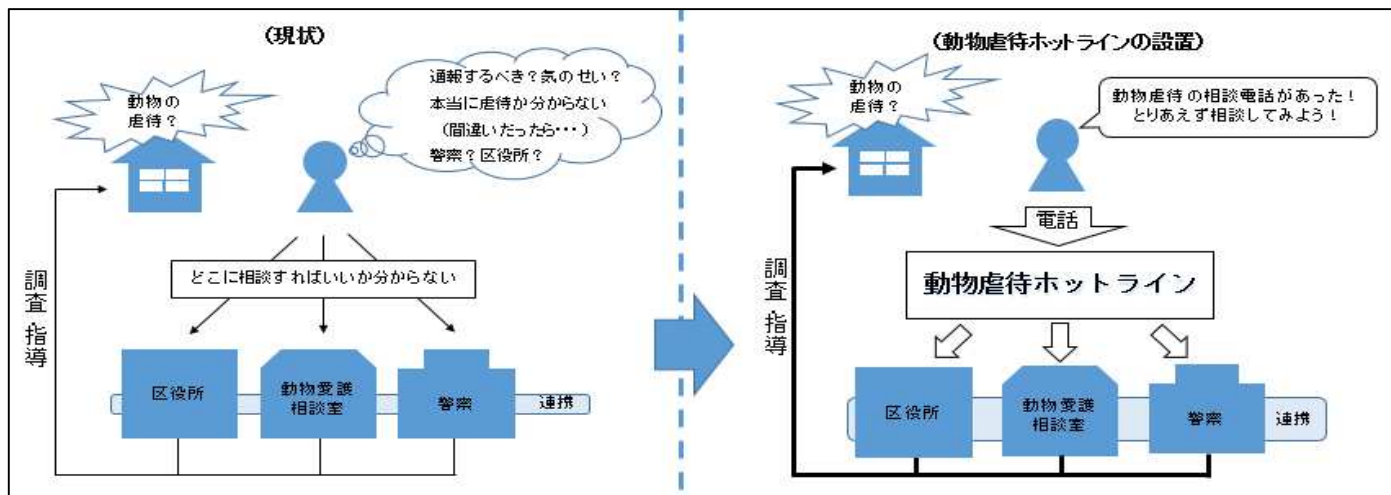 (現状)
動物の
虐待？
通報するべき？気のせい？
本当に虐待か分からない
(間違いだったら・・・)
警察？区役所？
どこに相談すればいいか分からない
調査・指導
区役所
動物愛護
相談室
警察
連携
(動物虐待ホットラインの設置)
動物の
虐待？
動物虐待の相談電話があった！
とりあえず相談してみよう！
電話
動物虐待ホットライン
調査・指導
区役所
動物愛護
相談室
警察
連携